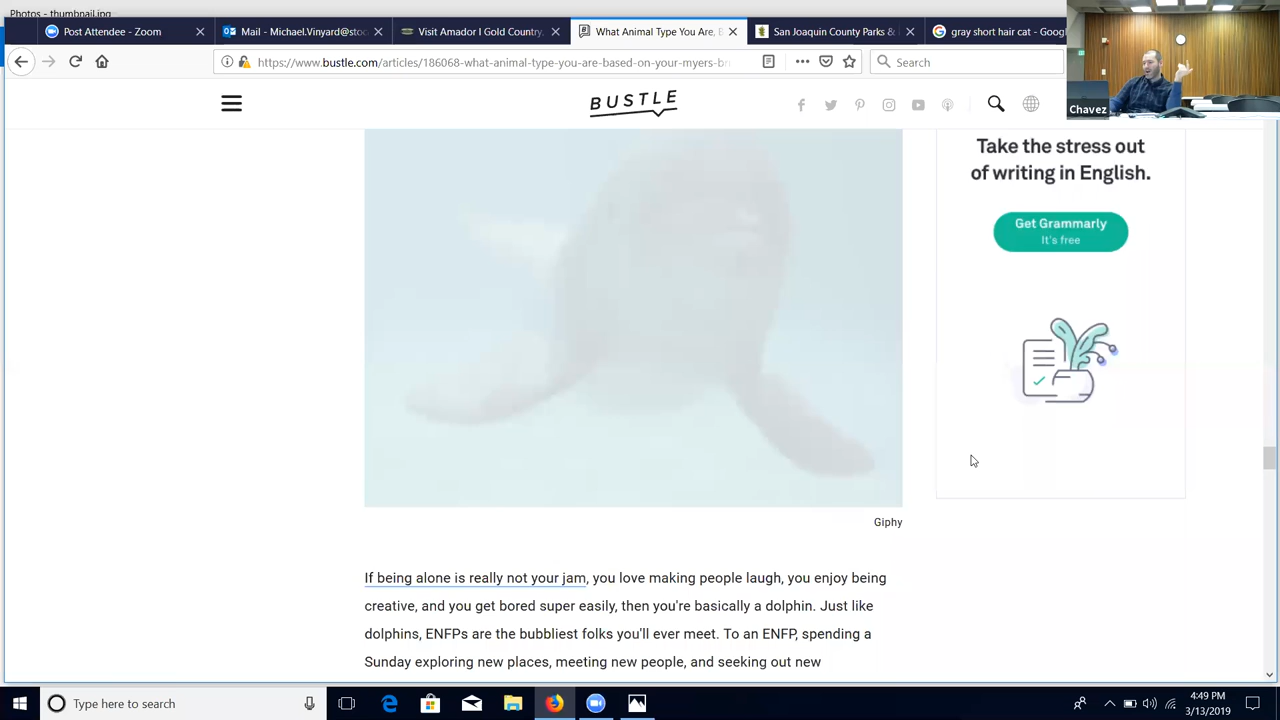 Photos - thumbnail.jpg
Post Attendee - Zoom
Mail - Michael.Vinyard@stoc
Visit Amador I Gold Country.
What Animal Type You Are, B
San Joaquin County Parks &
gray short hair cat - Goog
https://www.bustle.com/articles/186068-what-animal-type-you-are-based-on-your-myers-br
Search
Chavez
BUSTLE
Take the stress out
of writing in English.
Get Grammarly
It's free
Giphy
If being alone is really not your jam, you love making people laugh, you enjoy being
creative, and you get bored super easily, then you're basically a dolphin. Just like
dolphins, ENFPs are the bubbliest folks you'll ever meet. To an ENFP, spending a
Sunday exploring new places, meeting new people, and seeking out new
Type here to search
4:49 PM
3/13/2019